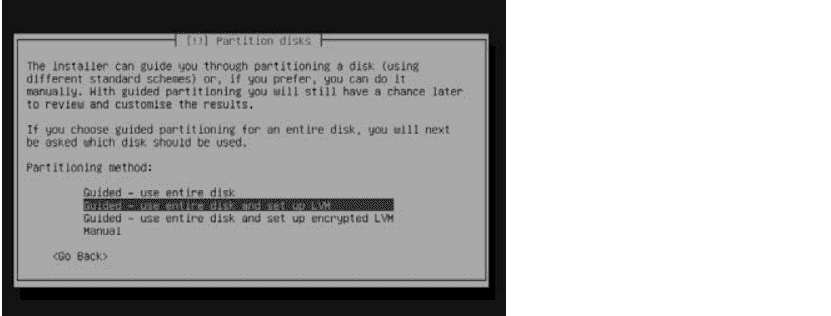 [!!] Partition disks
The installer can guide you through partitioning a disk (using
different standard schemes) or, if you prefer, you can do it
manually. With guided partitioning you will still have a chance later
to review and customise the results.
If you choose guided partitioning for an entire disk, you will next
be asked which disk should be used.
Partitioning method:
Guided - use entire disk
Guided - use entire disk and set up LVM
Guided - use entire disk and set up encrypted LVM
Manual
<Go Back>